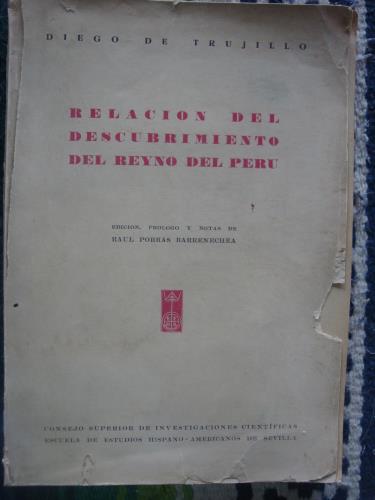 DIEGO DE TRUJILLO
RELACION DEL
DESCUBRIMIENTO
DEL REYNO DEL PERU
EDICION, PROLOGO Y NOTAS DE
RAUL PORRAS BARRENECHEA
CONSEJO SUPERIOR DE INVESTIGACIONES CIENTÍFICAS
ESCUELA DE ESTUDIOS HISPANO-AMERICANOS DE SEVILLA